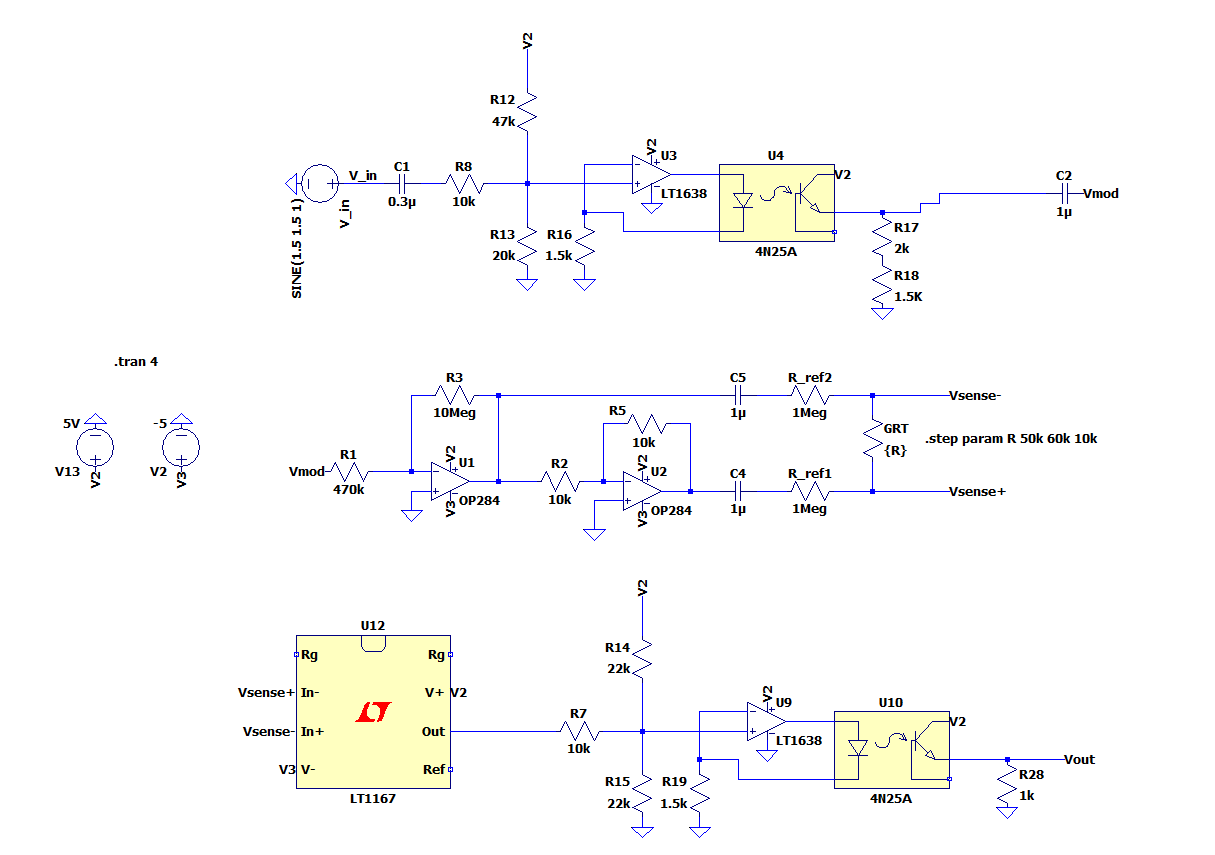 V2
R12
47k
V_in
C1
0.3µ
R8
10k
V_in
SINE(1.5 1.5 1)
R13
20k
R16
1.5k
V2
U3
LT1638
U4
V2
4N25A
R17
2k
R18
1.5K
C2
1µ
Vmod
.tran 4
5V
V13
V2
-5
V2
V3
R3
10Meg
Vmod
R1
470k
V2
U1
OP284
V3
R2
10k
R5
10k
V2
U2
OP284
V3
C5
1µ
R_ref2
1Meg
Vsense-
GRT
{R}
.step param R 50k 60k 10k
C4
1µ
R_ref1
1Meg
Vsense+
U12
Rg
Rg
Vsense+ In-
V+ V2
Vsense- In+
Out
V3 V-
Ref
LT1167
V2
R14
22k
R7
10k
R15
22k
R19
1.5k
V2
U9
LT1638
U10
V2
4N25A
Vout
R28
1k